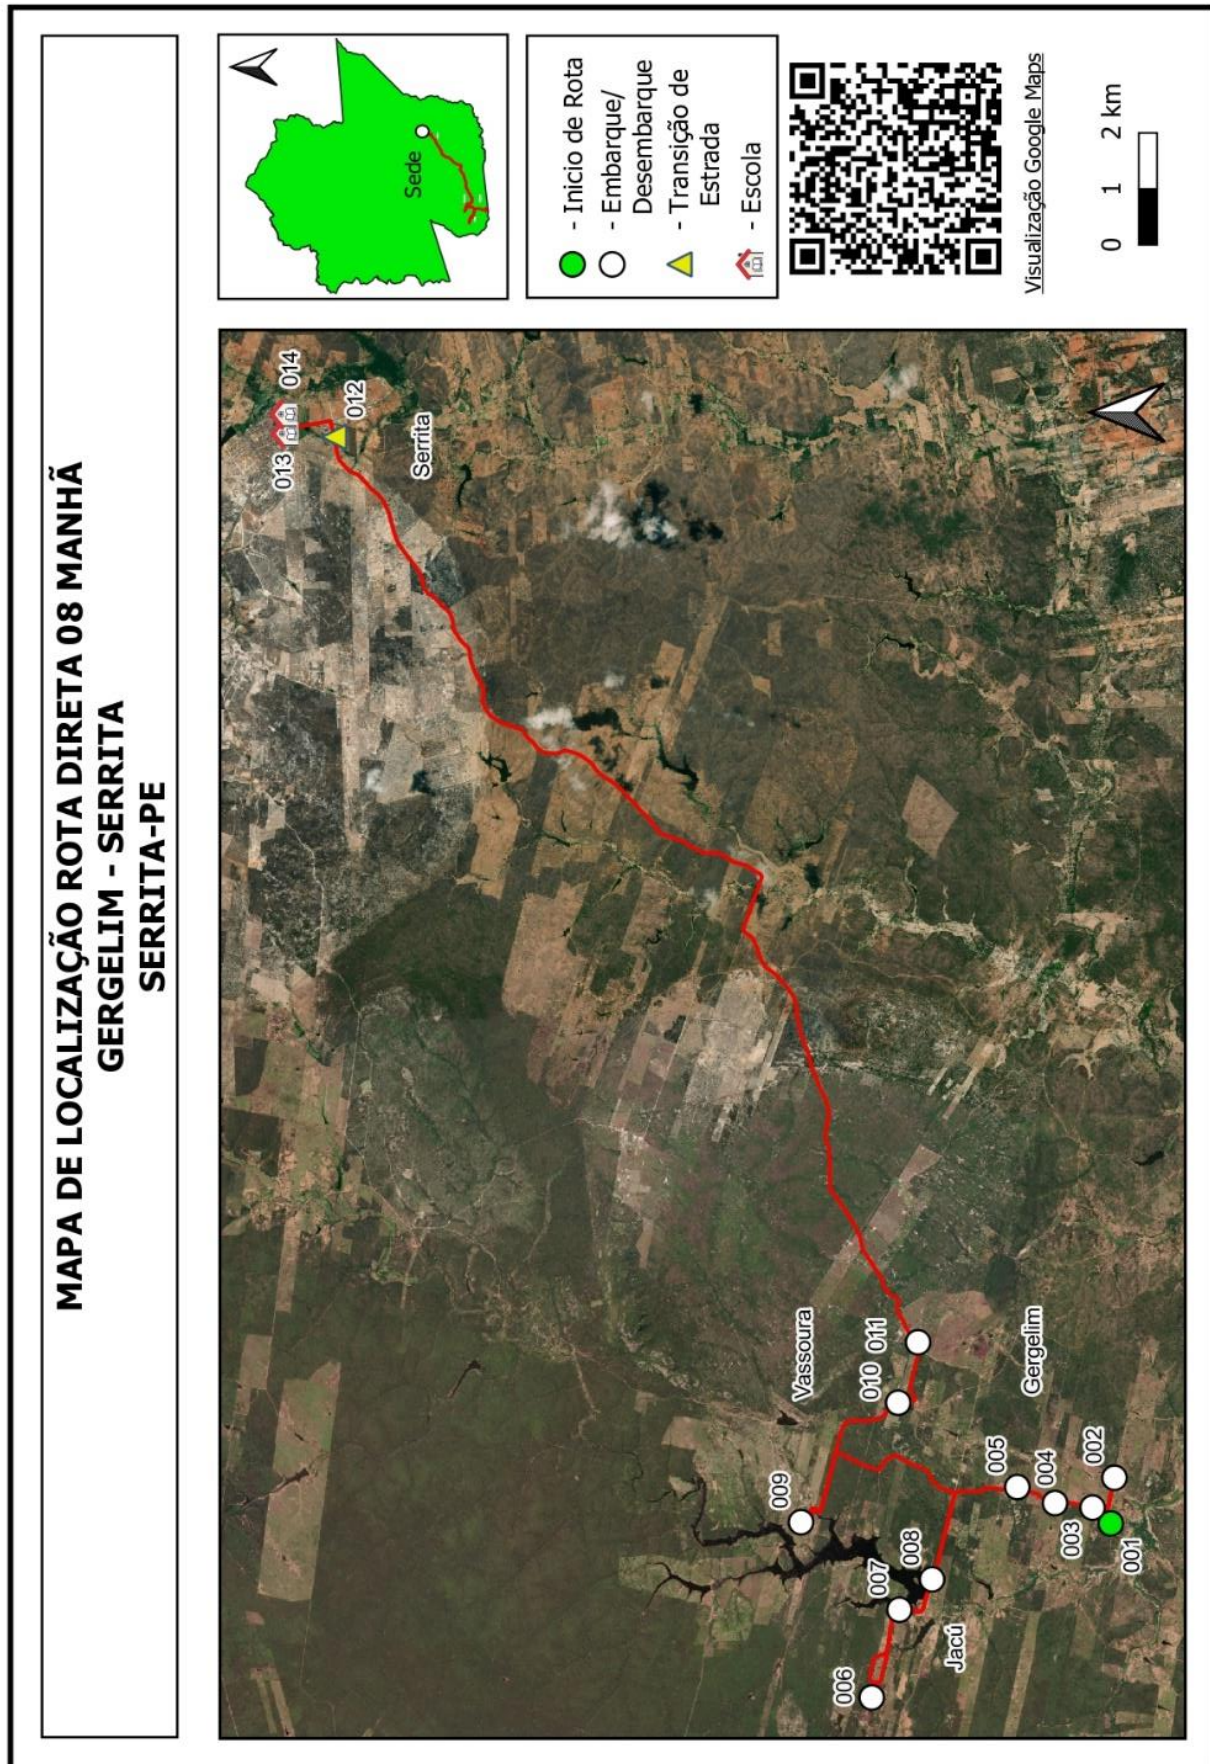 MAPA DE LOCALIZAÇÃO ROTA DIRETA 08 MANHÃ
GERGELIM - SERRITA
SERRITA-PE
013
014
012
Serrita
Vassoura
009
010
011
007
008
006
Jacú
005
Gergelim
004
003
002
001
Sede
- Inicio de Rota
- Embarque/
Desembarque
- Transição de
Estrada
- Escola
Visualização Google Maps
0 1 2 km